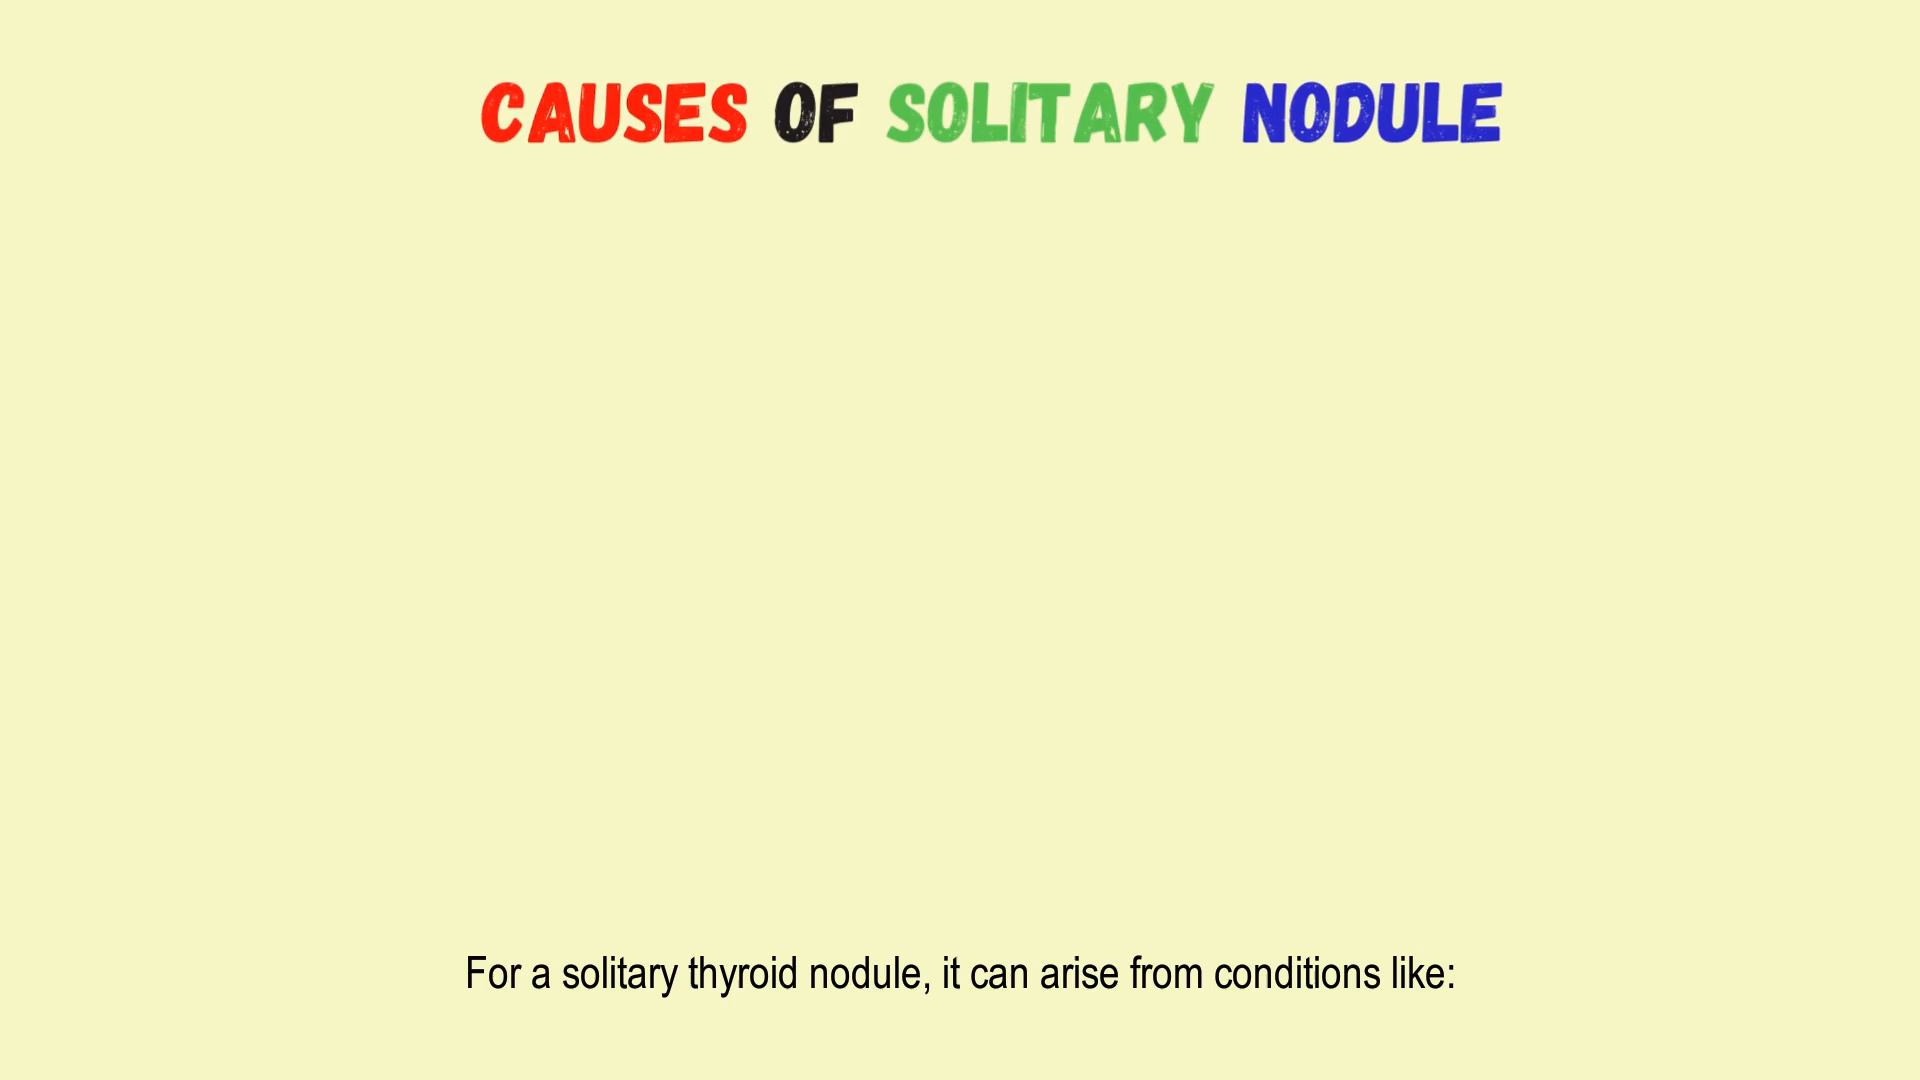 CAUSES OF SOLITARY NODULE
For a solitary thyroid nodule, it can arise from conditions like: